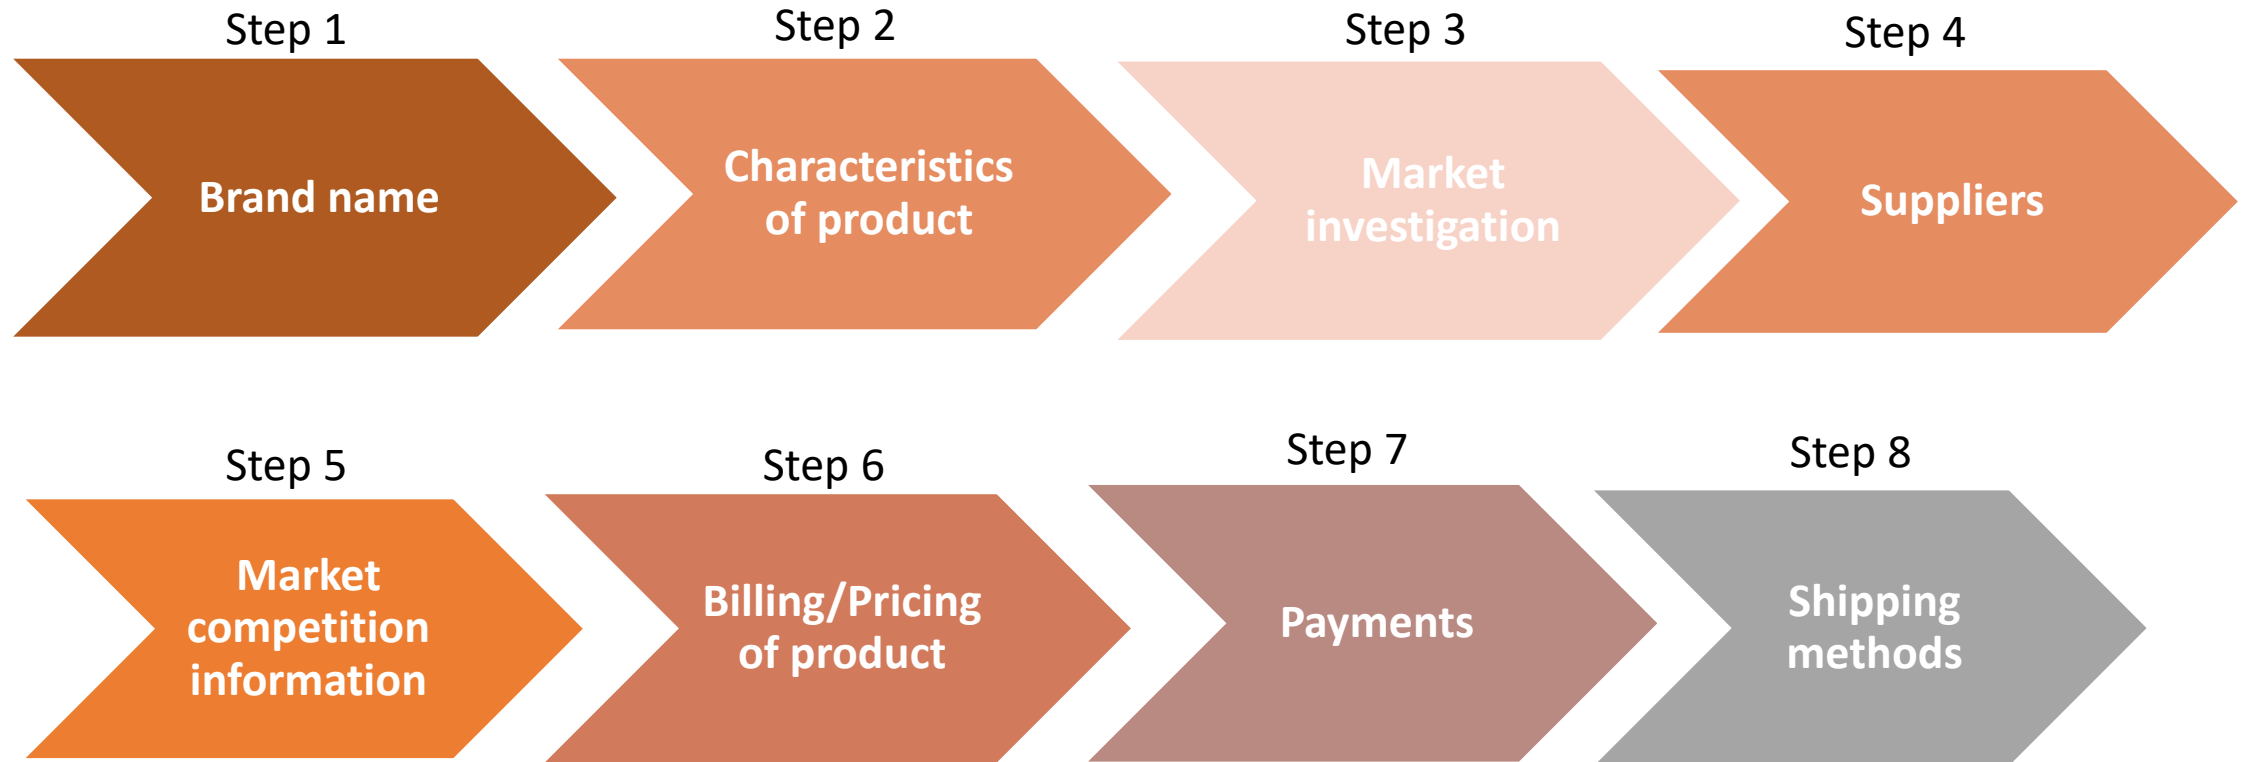 Step 1
Brand name
Step 2
Characteristics
of product
Step 3
Market
investigation
Step 4
Suppliers
Step 5
Market
competition
information
Step 6
Billing/Pricing
of product
Step 7
Payments
Step 8
Shipping
methods